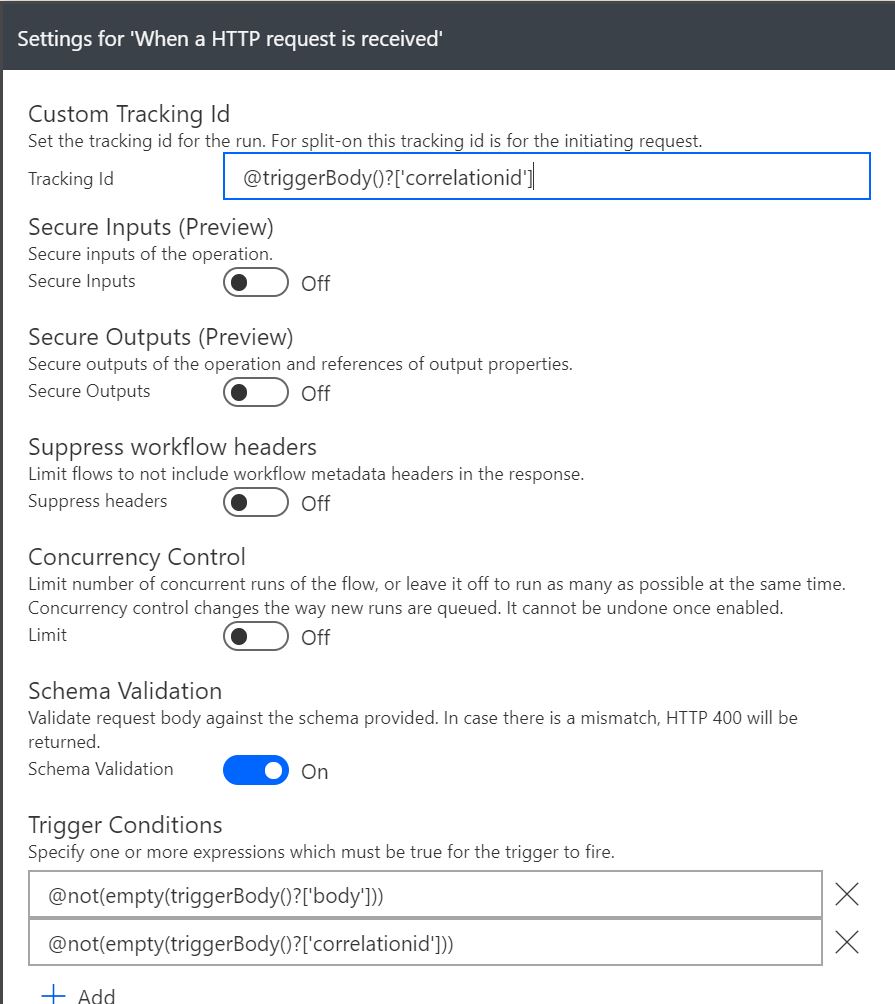 Settings for 'When a HTTP request is received'
Custom Tracking Id
Set the tracking id for the run. For split-on this tracking id is for the initiating request.
Tracking Id @triggerBody()?['correlationid']
Secure Inputs (Preview)
Secure inputs of the operation.
Secure Inputs Off
Secure Outputs (Preview)
Secure outputs of the operation and references of output properties.
Secure Outputs Off
Suppress workflow headers
Limit flows to not include workflow metadata headers in the response.
Suppress headers Off
Concurrency Control
Limit number of concurrent runs of the flow, or leave it off to run as many as possible at the same time.
Concurrency control changes the way new runs are queued. It cannot be undone once enabled.
Limit Off
Schema Validation
Validate request body against the schema provided. In case there is a mismatch, HTTP 400 will be
returned.
Schema Validation On
Trigger Conditions
Specify one or more expressions which must be true for the trigger to fire.
@not(empty(triggerBody()?['body']))
@not(empty(triggerBody()?['correlationid']))
Add